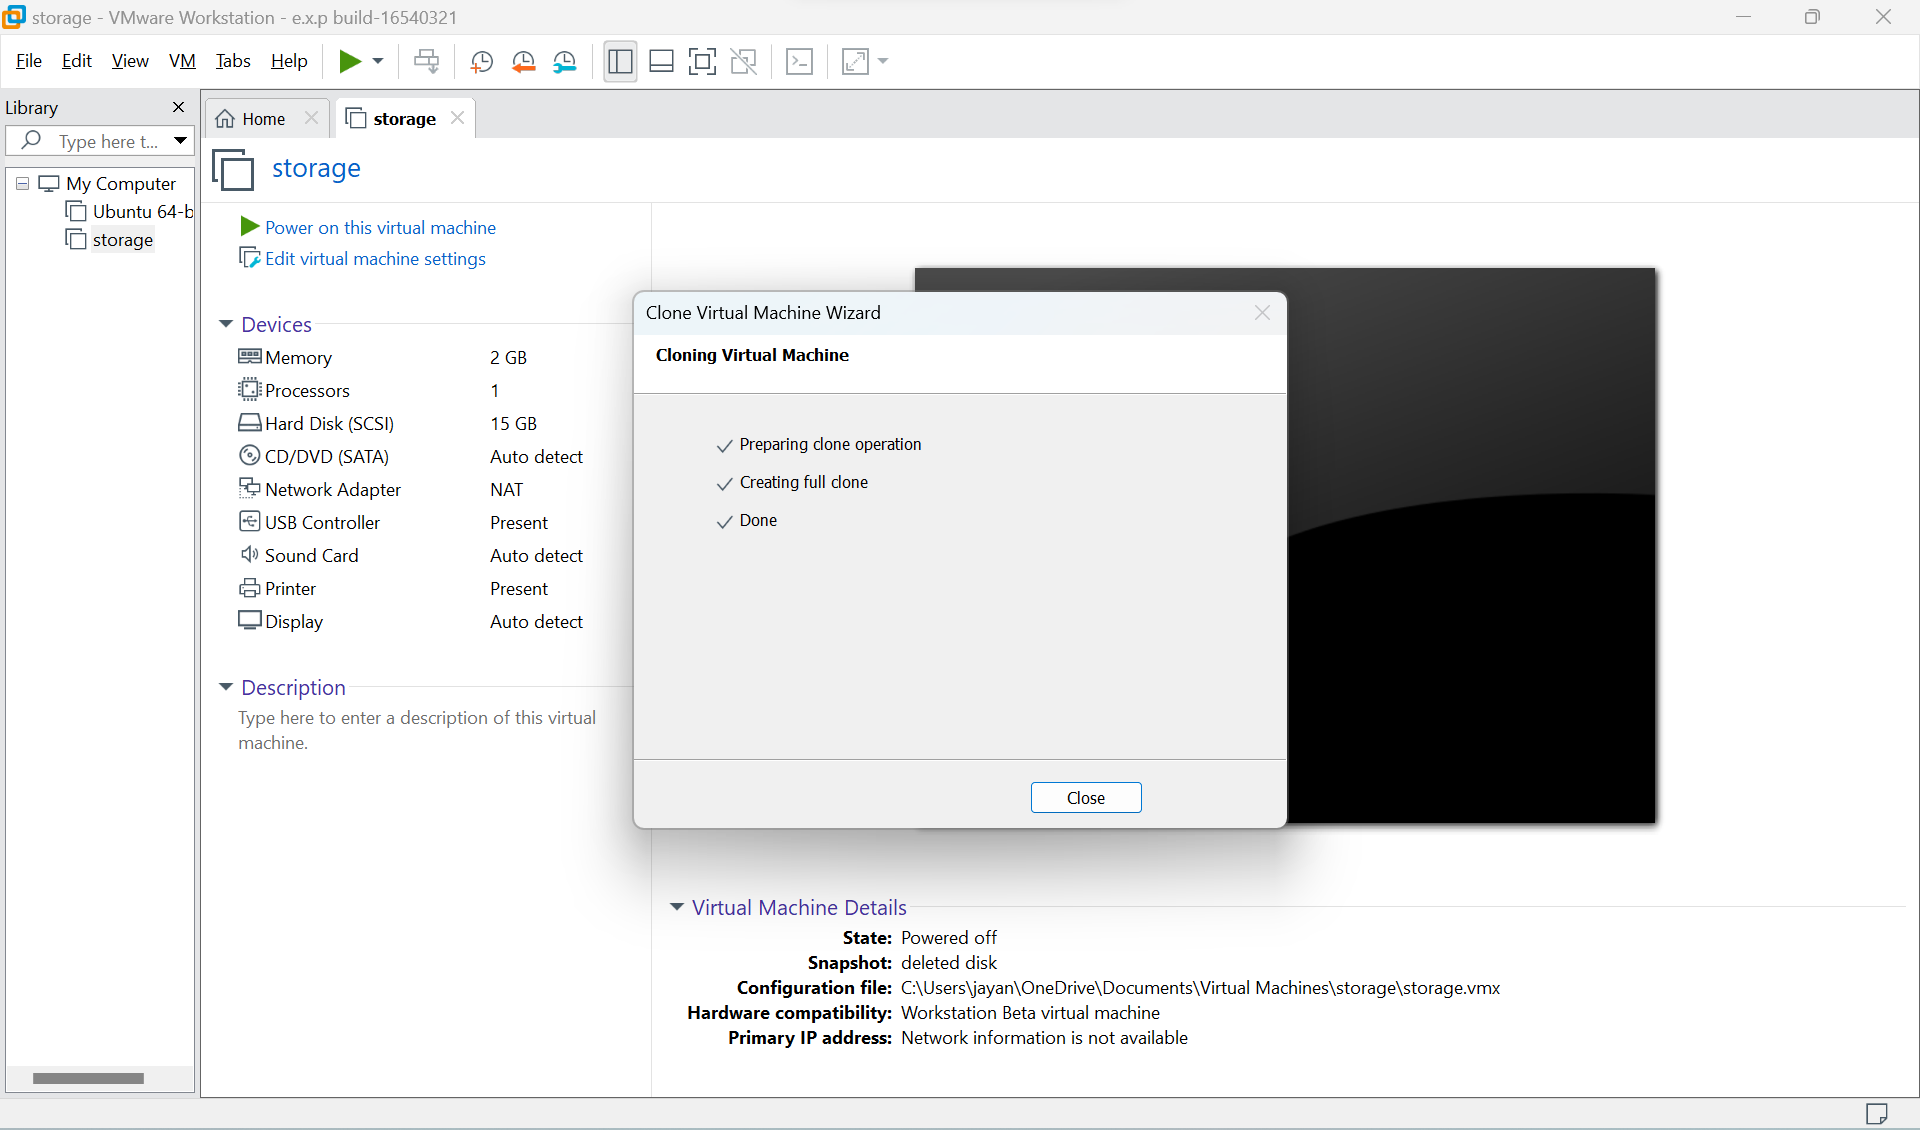 storage - VMware Workstation - e.x.p build-16540321
File Edit View VM Tabs Help
Library
Type here t...
My Computer
Ubuntu 64-b
storage
Home
storage
storage
Power on this virtual machine
Edit virtual machine settings
Devices
Memory 2 GB
Processors 1
Hard Disk (SCSI) 15 GB
CD/DVD (SATA) Auto detect
Network Adapter NAT
USB Controller Present
Sound Card Auto detect
Printer Present
Display Auto detect
Description
Type here to enter a description of this virtual
machine.
Clone Virtual Machine Wizard
Cloning Virtual Machine
Preparing clone operation
Creating full clone
Done
Close
Virtual Machine Details
State: Powered off
Snapshot: deleted disk
Configuration file: C:\Users\jayan\OneDrive\Documents\Virtual Machines\storage\storage.vmx
Hardware compatibility: Workstation Beta virtual machine
Primary IP address: Network information is not available